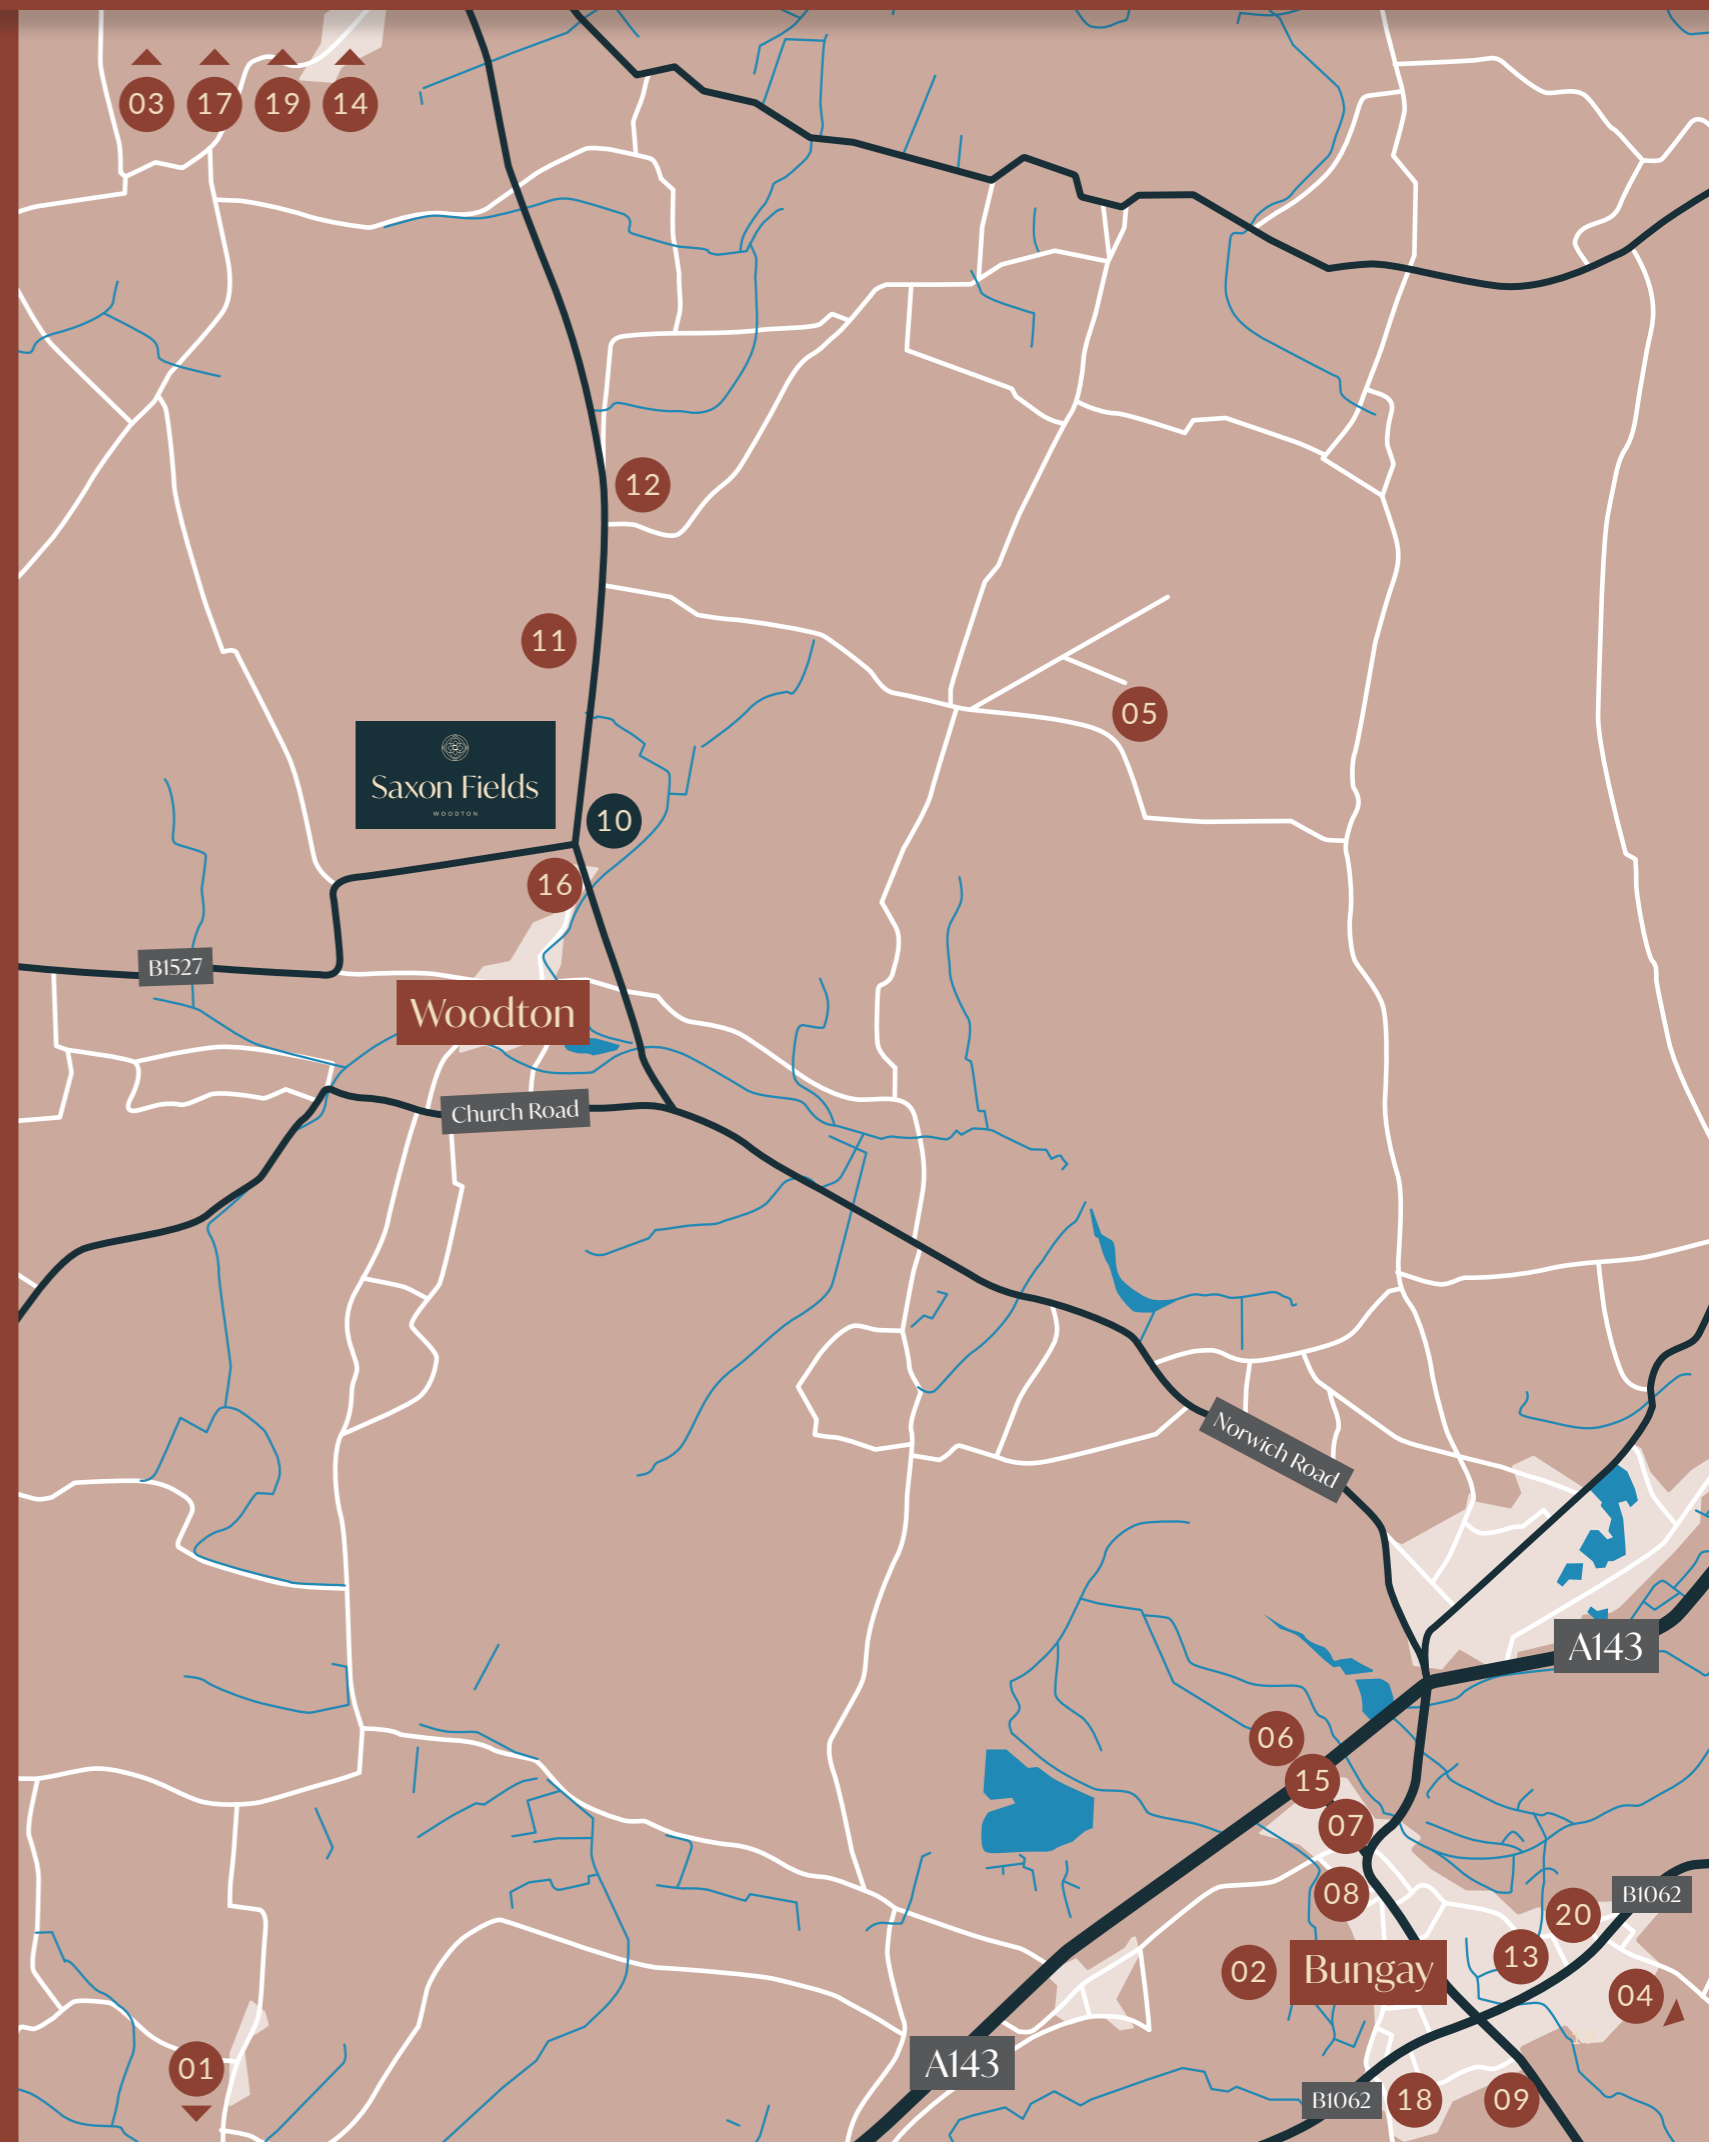 03 17 19 14
12
11
05
Saxon Fields
WOODTON
10
16
B1527
Woodton
Church Road
Norwich Road
A143
06
15
07
08
B1062
20
13
02
Bungay
04
01
A143
B1062
18
09